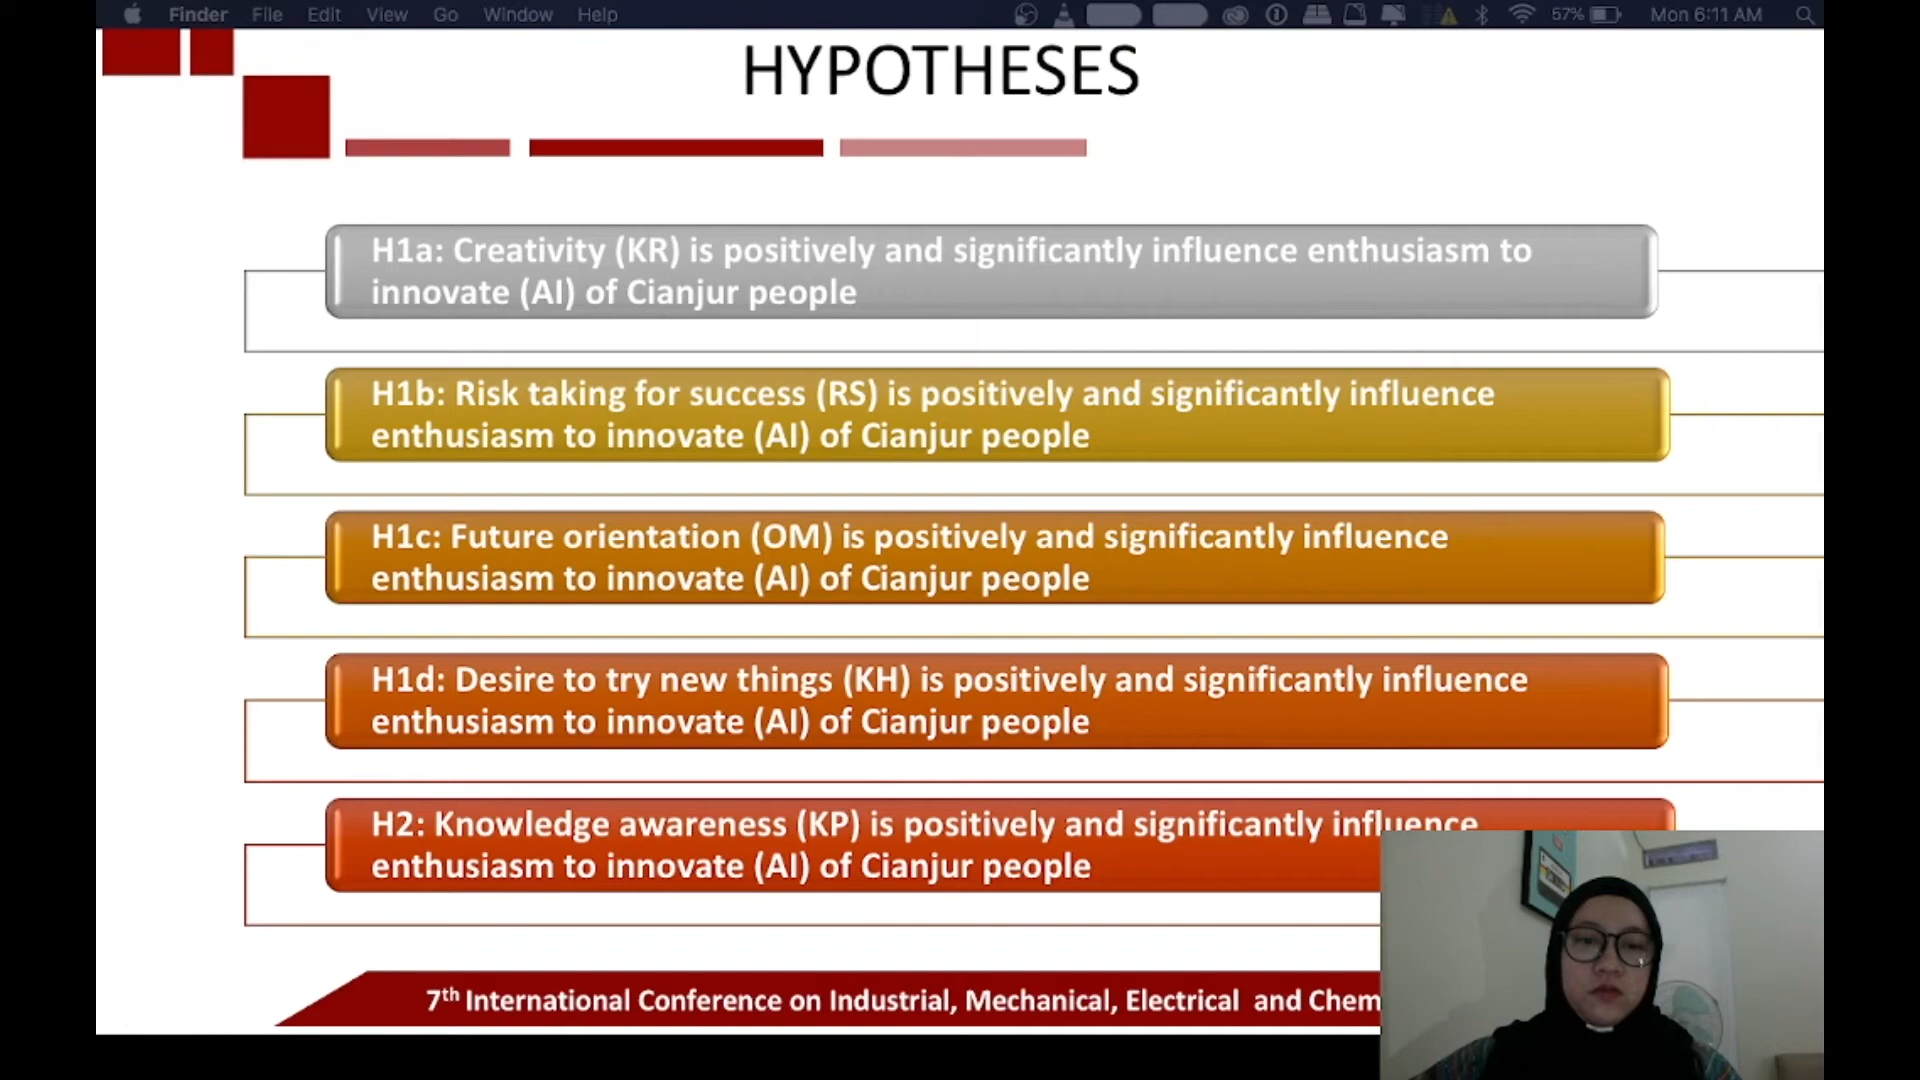 Finder File Edit View Go Window Help 57% Mon 6:11 AM
HYPOTHESES
H1a: Creativity (KR) is positively and significantly influence enthusiasm to
innovate (AI) of Cianjur people
H1b: Risk taking for success (RS) is positively and significantly influence
enthusiasm to innovate (AI) of Cianjur people
H1c: Future orientation (OM) is positively and significantly influence
enthusiasm to innovate (AI) of Cianjur people
H1d: Desire to try new things (KH) is positively and significantly influence
enthusiasm to innovate (AI) of Cianjur people
H2: Knowledge awareness (KP) is positively and significantly influence
enthusiasm to innovate (AI) of Cianjur people
7th International Conference on Industrial, Mechanical, Electrical and Chem